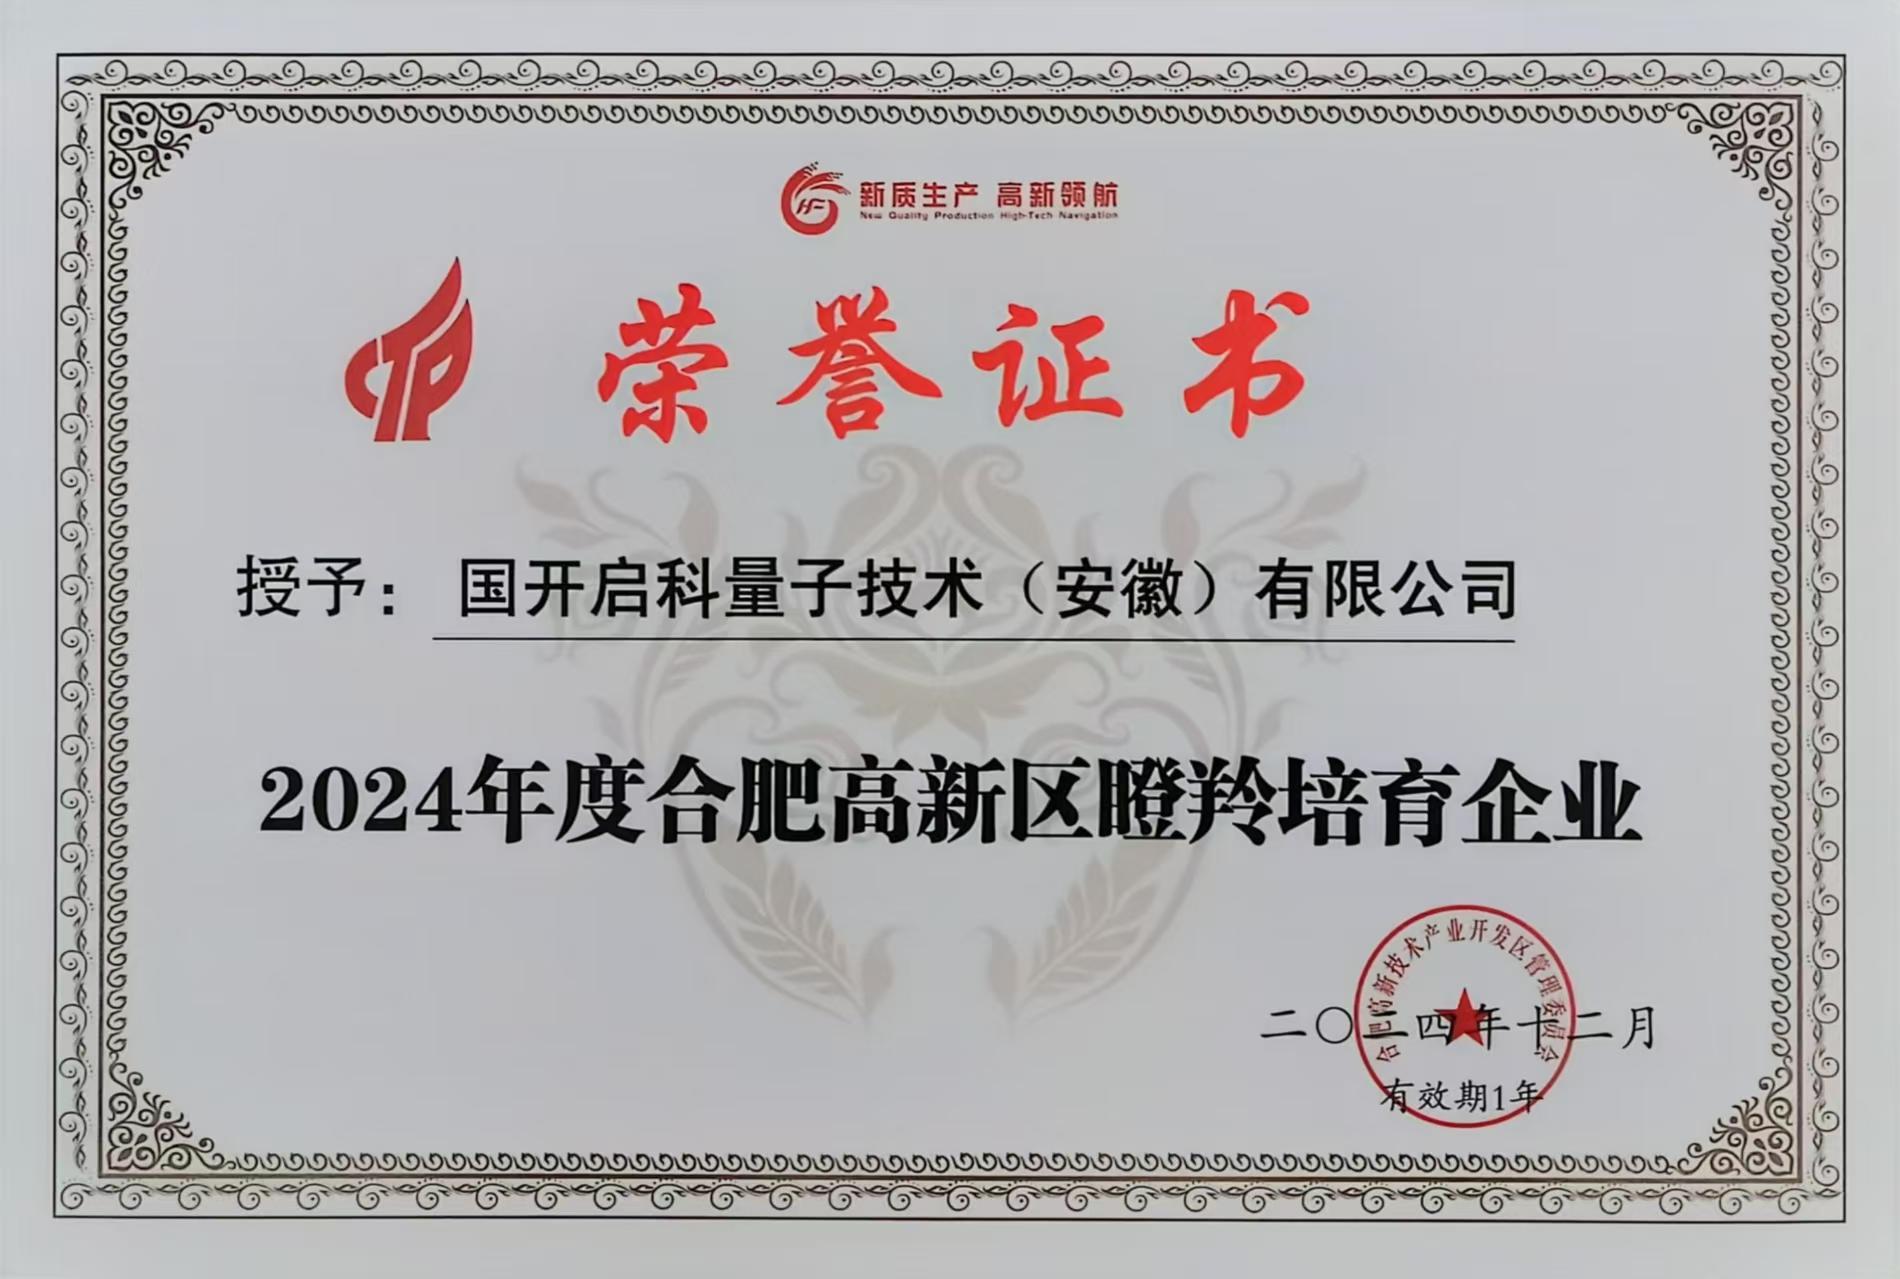 新质生产 高新领航
New Quality Production High-Tech Navigation
CTP
荣誉证书
授予：国开启科量子技术（安徽）有限公司
2024年度合肥高新区瞪羚培育企业
合肥高新技术产业开发区管理委员会
二〇二四年十二月
有效期1年